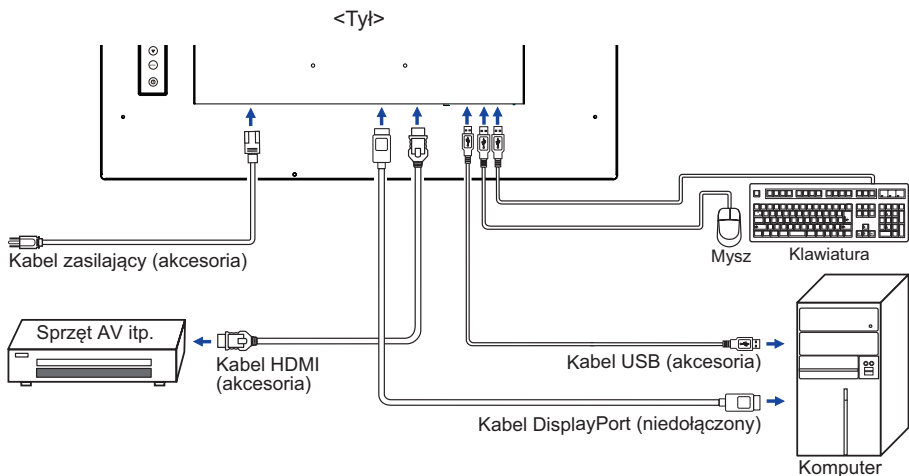 <Tył>
Kabel zasilający (akcesoria)
Mysz
Klawiatura
Sprzęt AV itp.
Kabel HDMI
(akcesoria)
Kabel USB (akcesoria)
Kabel DisplayPort (niedołączony)
Komputer